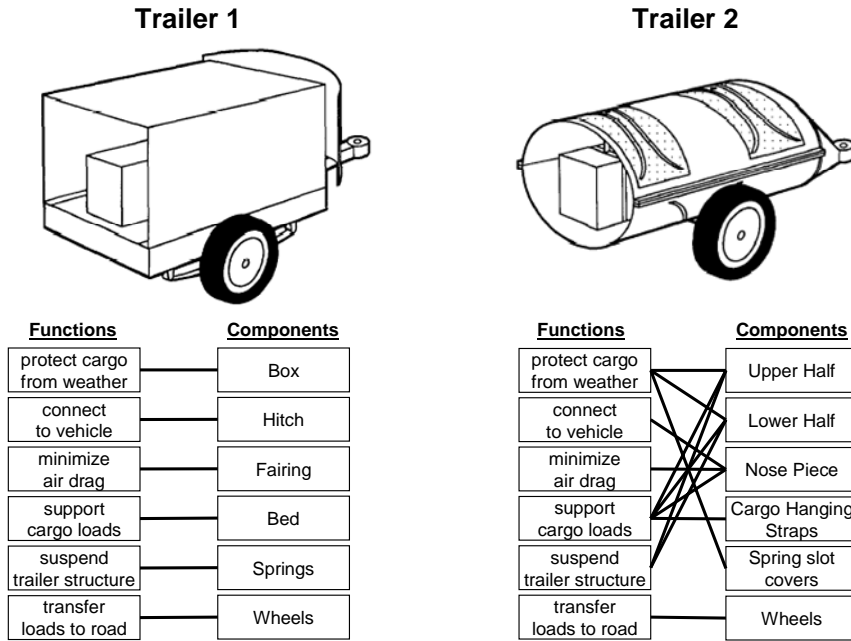 Trailer 1
Trailer 2
Functions
Components
protect cargo
from weather
Box
connect
to vehicle
Hitch
minimize
air drag
Fairing
support
cargo loads
Bed
suspend
trailer structure
Springs
transfer
loads to road
Wheels
Functions
Components
protect cargo
from weather
Upper Half
connect
to vehicle
Lower Half
minimize
air drag
Nose Piece
support
cargo loads
Cargo Hanging
Straps
suspend
trailer structure
Spring slot
covers
transfer
loads to road
Wheels